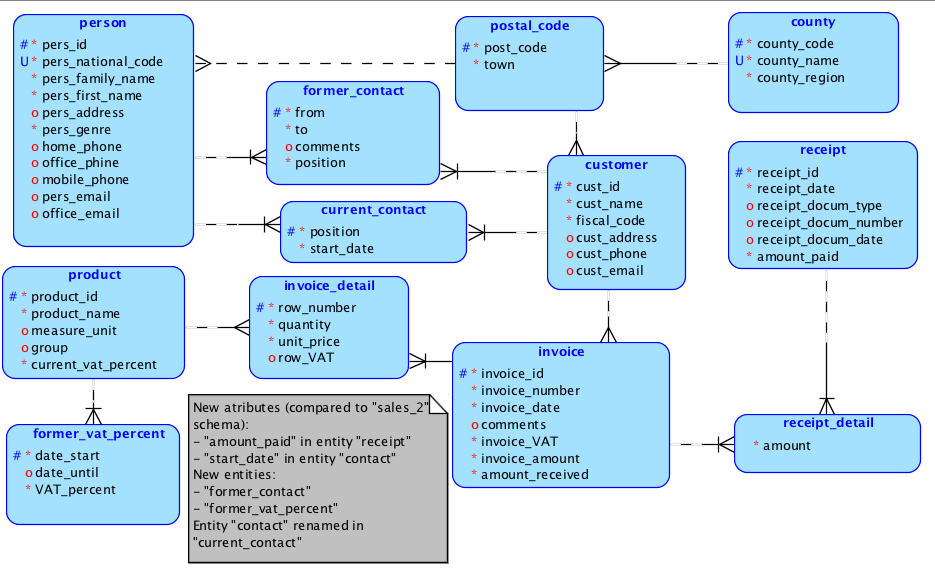 person
# * pers_id
U * pers_national_code
* pers_family_name
* pers_first_name
o pers_address
* pers_genre
o home_phone
o office_phine
o mobile_phone
o pers_email
o office_email
postal_code
# * post_code
* town
county
# * county_code
U * county_name
* county_region
former_contact
# * from
* to
o comments
* position
current_contact
# * position
* start_date
customer
# * cust_id
* cust_name
* fiscal_code
o cust_address
o cust_phone
o cust_email
receipt
# * receipt_id
* receipt_date
o receipt_docum_type
o receipt_docum_number
o receipt_docum_date
* amount_paid
product
# * product_id
* product_name
o measure_unit
o group
* current_vat_percent
invoice_detail
# * row_number
* quantity
* unit_price
o row_VAT
invoice
# * invoice_id
* invoice_number
* invoice_date
o comments
* invoice_VAT
* invoice_amount
* amount_received
former_vat_percent
# * date_start
o date_until
* VAT_percent
New atributes (compared to "sales_2"
schema):
- "amount_paid" in entity "receipt"
- "start_date" in entity "contact"
New entities:
- "former_contact"
- "former_vat_percent"
Entity "contact" renamed in
"current_contact"
receipt_detail
* amount